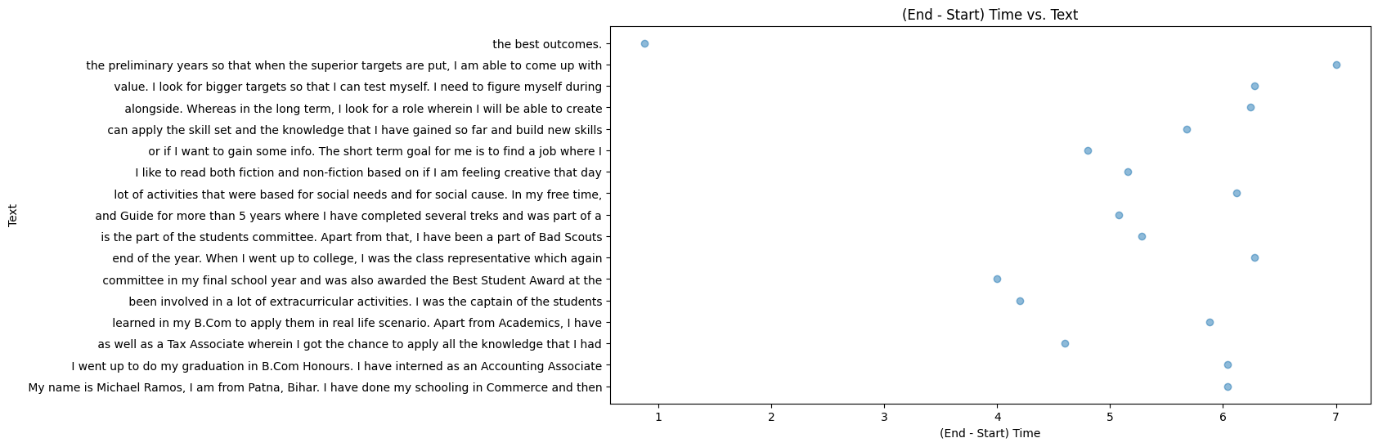 (End - Start) Time vs. Text
the best outcomes.
the preliminary years so that when the superior targets are put, I am able to come up with
value. I look for bigger targets so that I can test myself. I need to figure myself during
alongside. Whereas in the long term, I look for a role wherein I will be able to create
can apply the skill set and the knowledge that I have gained so far and build new skills
or if I want to gain some info. The short term goal for me is to find a job where I
I like to read both fiction and non-fiction based on if I am feeling creative that day
lot of activities that were based for social needs and for social cause. In my free time,
and Guide for more than 5 years where I have completed several treks and was part of a
is the part of the students committee. Apart from that, I have been a part of Bad Scouts
end of the year. When I went up to college, I was the class representative which again
committee in my final school year and was also awarded the Best Student Award at the
been involved in a lot of extracurricular activities. I was the captain of the students
learned in my B.Com to apply them in real life scenario. Apart from Academics, I have
as well as a Tax Associate wherein I got the chance to apply all the knowledge that I had
I went up to do my graduation in B.Com Honours. I have interned as an Accounting Associate
My name is Michael Ramos, I am from Patna, Bihar. I have done my schooling in Commerce and then
Text
1 2 3 4 5 6 7
(End - Start) Time